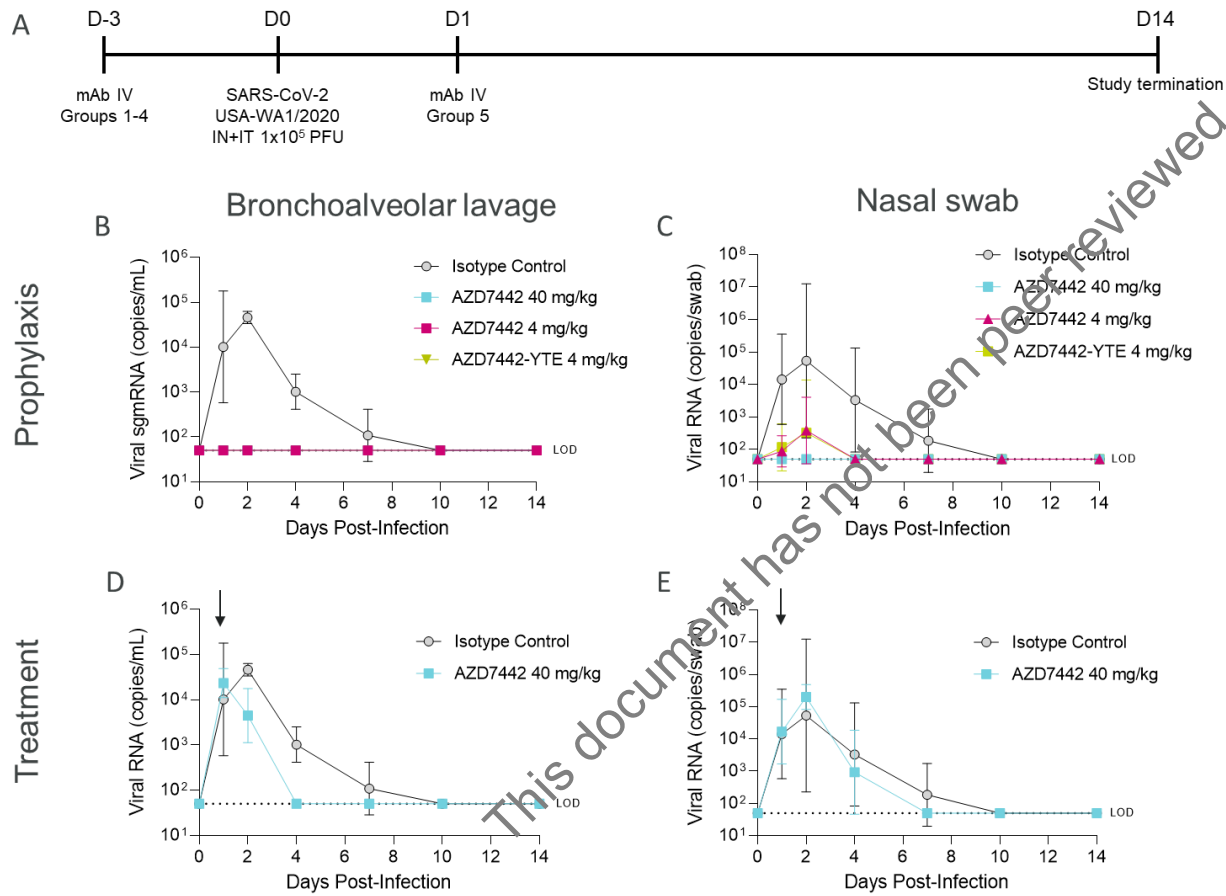 A
D-3
D0
D1
D14
mAb IV
Groups 1-4
SARS-CoV-2
USA-WA1/2020
IN+IT 1x10⁵ PFU
mAb IV
Group 5
Study termination
Prophylaxis
Bronchoalveolar lavage
Nasal swab
B
Viral sgmRNA (copies/mL)
10⁶
10⁵
10⁴
10³
10²
10¹
0 2 4 6 8 10 12 14
Days Post-Infection
Isotype Control
AZD7442 40 mg/kg
AZD7442 4 mg/kg
AZD7442-YTE 4 mg/kg
LOD
C
Viral RNA (copies/swab)
10⁸
10⁷
10⁶
10⁵
10⁴
10³
10²
10¹
0 2 4 6 8 10 12 14
Days Post-Infection
Isotype Control
AZD7442 40 mg/kg
AZD7442 4 mg/kg
AZD7442-YTE 4 mg/kg
LOD
Treatment
D
Viral RNA (copies/mL)
10⁶
10⁵
10⁴
10³
10²
10¹
0 2 4 6 8 10 12 14
Days Post-Infection
Isotype Control
AZD7442 40 mg/kg
LOD
E
Viral RNA (copies/swab)
10⁸
10⁷
10⁶
10⁵
10⁴
10³
10²
10¹
0 2 4 6 8 10 12 14
Days Post-Infection
Isotype Control
AZD7442 40 mg/kg
LOD
This document has not been peer reviewed